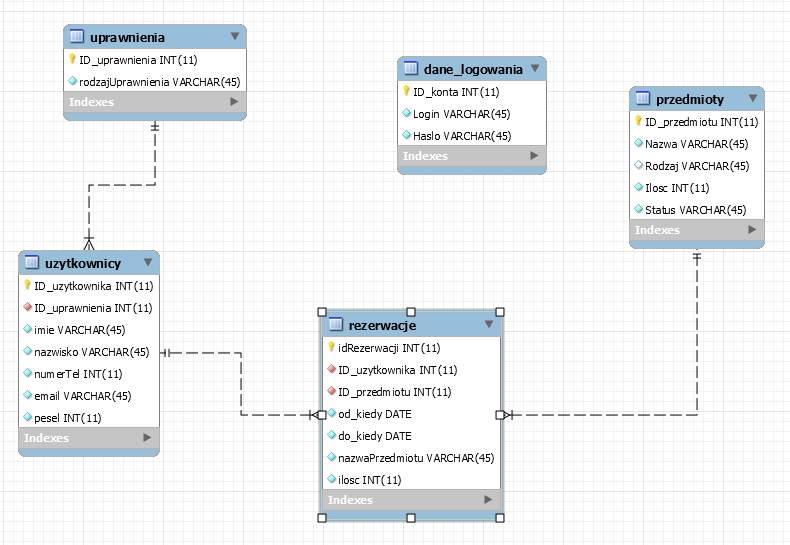 uprawnienia
ID_uprawnienia INT(11)
rodzajUprawnienia VARCHAR(45)
Indexes
dane_logowania
ID_konta INT(11)
Login VARCHAR(45)
Haslo VARCHAR(45)
Indexes
przedmioty
ID_przedmiotu INT(11)
Nazwa VARCHAR(45)
Rodzaj VARCHAR(45)
Ilosc INT(11)
Status VARCHAR(45)
Indexes
uzytkownicy
ID_uzytkownika INT(11)
ID_uprawnienia INT(11)
imie VARCHAR(45)
nazwisko VARCHAR(45)
numerTel INT(11)
email VARCHAR(45)
pesel INT(11)
Indexes
rezerwacje
idRezerwacji INT(11)
ID_uzytkownika INT(11)
ID_przedmiotu INT(11)
od_kiedy DATE
do_kiedy DATE
nazwaPrzedmiotu VARCHAR(45)
ilosc INT(11)
Indexes